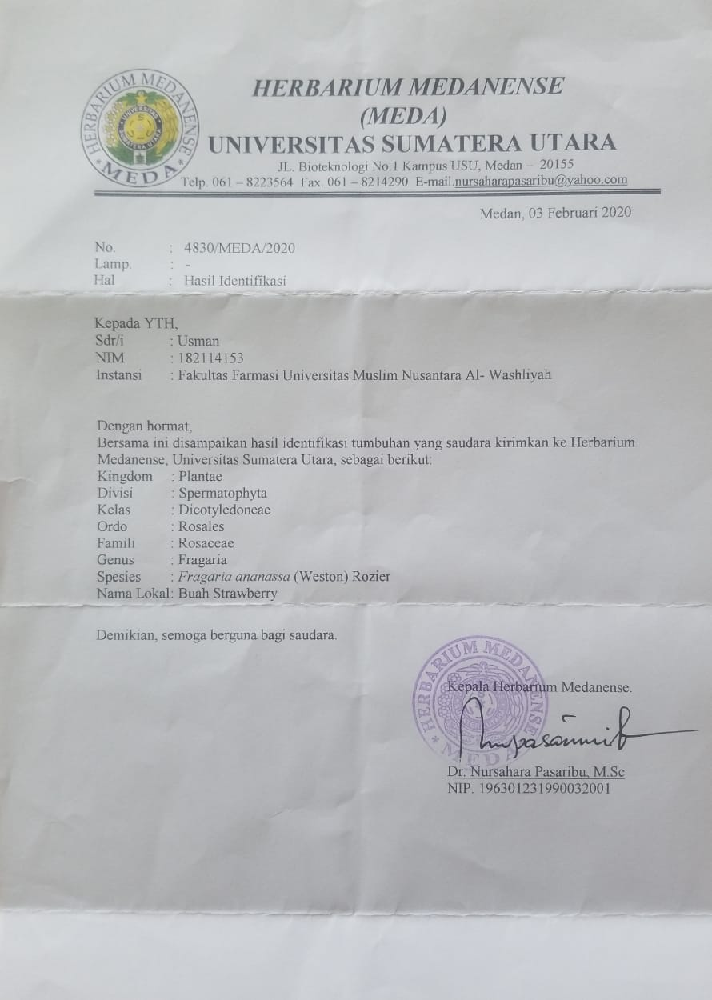 HERBARIUM MEDANENSE
MEDA
UNIVERSITAS
SUMATERA UTARA
HERBARIUM MEDANENSE
(MEDA)
UNIVERSITAS SUMATERA UTARA
JL. Bioteknologi No.1 Kampus USU, Medan – 20155
Telp. 061 – 8223564 Fax. 061 – 8214290 E-mail.nursaharapasaribu@yahoo.com
Medan, 03 Februari 2020
No. : 4830/MEDA/2020
Lamp. : -
Hal : Hasil Identifikasi
Kepada YTH,
Sdr/i : Usman
NIM : 182114153
Instansi : Fakultas Farmasi Universitas Muslim Nusantara Al- Washliyah
Dengan hormat,
Bersama ini disampaikan hasil identifikasi tumbuhan yang saudara kirimkan ke Herbarium
Medanense, Universitas Sumatera Utara, sebagai berikut:
Kingdom : Plantae
Divisi : Spermatophyta
Kelas : Dicotyledoneae
Ordo : Rosales
Famili : Rosaceae
Genus : Fragaria
Spesies : Fragaria ananassa (Weston) Rozier
Nama Lokal: Buah Strawberry
Demikian, semoga berguna bagi saudara.
HERBARIUM MEDANENSE
MEDA
Kepala Herbarium Medanense.
Dr. Nursahara Pasaribu, M.Sc
NIP. 196301231990032001